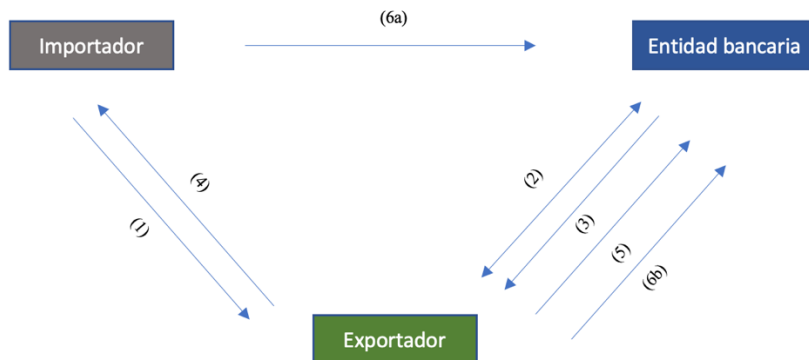 (6a)
Importador
Entidad bancaria
(1)
(4)
(2)
(3)
(5)
(6b)
Exportador